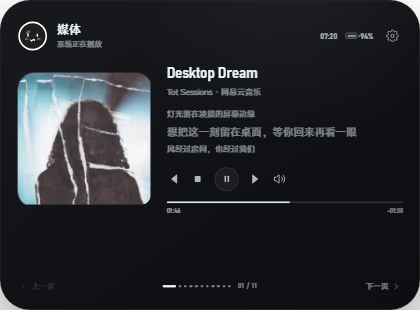 媒体
系统正在播放
07:20
94%
Desktop Dream
Tot Sessions · 网易云音乐
灯光落在凌晨的屏幕边缘
想把这一刻留在桌面，等你回来再看一眼
风经过房间，也经过我们
01:46
-01:38
上一页
01 / 11
下一页